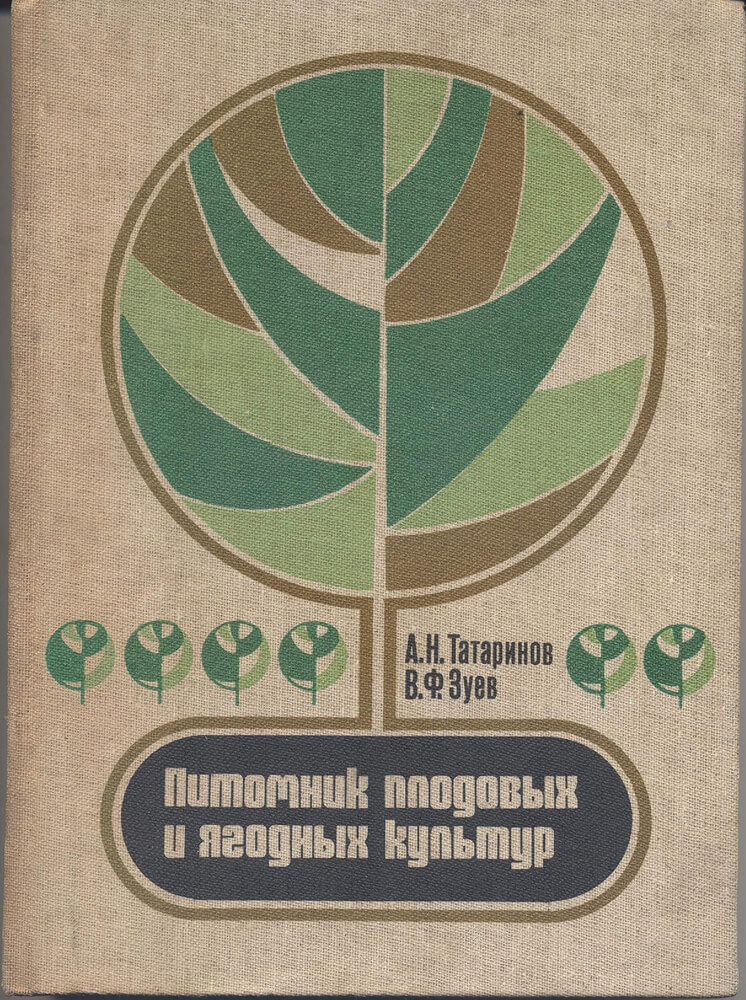 А.Н. Татаринов
В.Ф. Зуев
Питомник плодовых
и ягодных культур